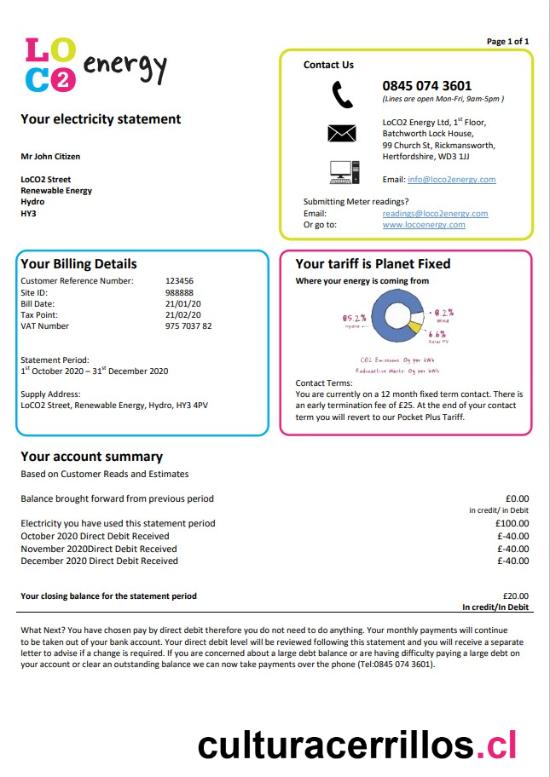 Page 1 of 1
LO
CO2 energy
Your electricity statement
Mr John Citizen
LoCO2 Street
Renewable Energy
Hydro
HY3
Contact Us
0845 074 3601
(Lines are open Mon-Fri, 9am-5pm )
LoCO2 Energy Ltd, 1st Floor,
Batchworth Lock House,
99 Church St, Rickmansworth,
Hertfordshire, WD3 1JJ
Email: info@loco2energy.com
Submitting Meter readings?
Email: readings@loco2energy.com
Or go to: www.locoenergy.com
Your Billing Details
Customer Reference Number: 123456
Site ID: 988888
Bill Date: 21/01/20
Tax Point: 21/02/20
VAT Number 975 7037 82
Statement Period:
1st October 2020 – 31st December 2020
Supply Address:
LoCO2 Street, Renewable Energy, Hydro, HY3 4PV
Your tariff is Planet Fixed
Where your energy is coming from
85.2%
Hydro
8.2%
Wind
6.6%
Solar PV
CO2 Emissions 0g per kWh
Radioactive Waste 0g per kWh
Contact Terms:
You are currently on a 12 month fixed term contact. There is
an early termination fee of £25. At the end of your contact
term you will revert to our Pocket Plus Tariff.
Your account summary
Based on Customer Reads and Estimates
Balance brought forward from previous period £0.00
in credit/ in Debit
Electricity you have used this statement period £100.00
October 2020 Direct Debit Received £-40.00
November 2020Direct Debit Received £-40.00
December 2020 Direct Debit Received £-40.00
Your closing balance for the statement period £20.00
In credit/In Debit
What Next? You have chosen pay by direct debit therefore you do not need to do anything. Your monthly payments will continue
to be taken out of your bank account. Your direct debit level will be reviewed following this statement and you will receive a separate
letter to advise if a change is required. If you are concerned about a large debt balance or are having difficulty paying a large debt on
your account or clear an outstanding balance we can now take payments over the phone (Tel:0845 074 3601).
culturacerrillos.cl